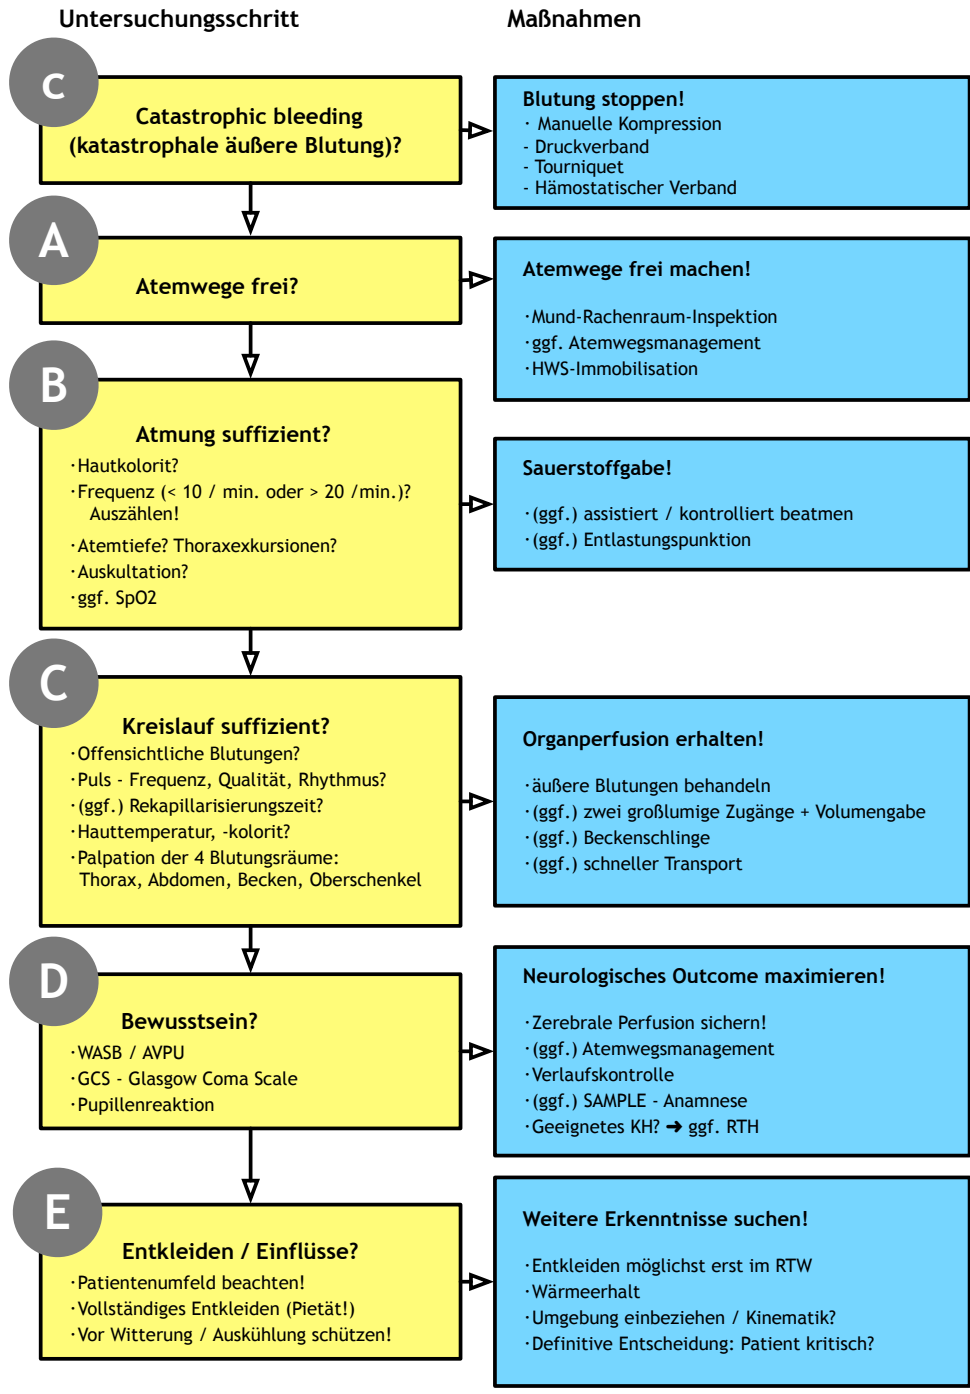 Untersuchungsschritt
Maßnahmen
c
Catastrophic bleeding
(katastrophale äußere Blutung)?
Blutung stoppen!
· Manuelle Kompression
- Druckverband
- Tourniquet
- Hämostatischer Verband
A
Atemwege frei?
Atemwege frei machen!
·Mund-Rachenraum-Inspektion
·ggf. Atemwegsmanagement
·HWS-Immobilisation
B
Atmung suffizient?
·Hautkolorit?
·Frequenz (< 10 / min. oder > 20 /min.)?
Auszählen!
·Atemtiefe? Thoraxexkursionen?
·Auskultation?
·ggf. SpO2
Sauerstoffgabe!
·(ggf.) assistiert / kontrolliert beatmen
·(ggf.) Entlastungspunktion
C
Kreislauf suffizient?
·Offensichtliche Blutungen?
·Puls - Frequenz, Qualität, Rhythmus?
·(ggf.) Rekapillarisierungszeit?
·Hauttemperatur, -kolorit?
·Palpation der 4 Blutungsräume:
Thorax, Abdomen, Becken, Oberschenkel
Organperfusion erhalten!
·äußere Blutungen behandeln
·(ggf.) zwei großlumige Zugänge + Volumengabe
·(ggf.) Beckenschlinge
·(ggf.) schneller Transport
D
Bewusstsein?
·WASB / AVPU
·GCS - Glasgow Coma Scale
·Pupillenreaktion
Neurologisches Outcome maximieren!
·Zerebrale Perfusion sichern!
·(ggf.) Atemwegsmanagement
·Verlaufskontrolle
·(ggf.) SAMPLE - Anamnese
·Geeignetes KH? ➜ ggf. RTH
E
Entkleiden / Einflüsse?
·Patientenumfeld beachten!
·Vollständiges Entkleiden (Pietät!)
·Vor Witterung / Auskühlung schützen!
Weitere Erkenntnisse suchen!
·Entkleiden möglichst erst im RTW
·Wärmeerhalt
·Umgebung einbeziehen / Kinematik?
·Definitive Entscheidung: Patient kritisch?